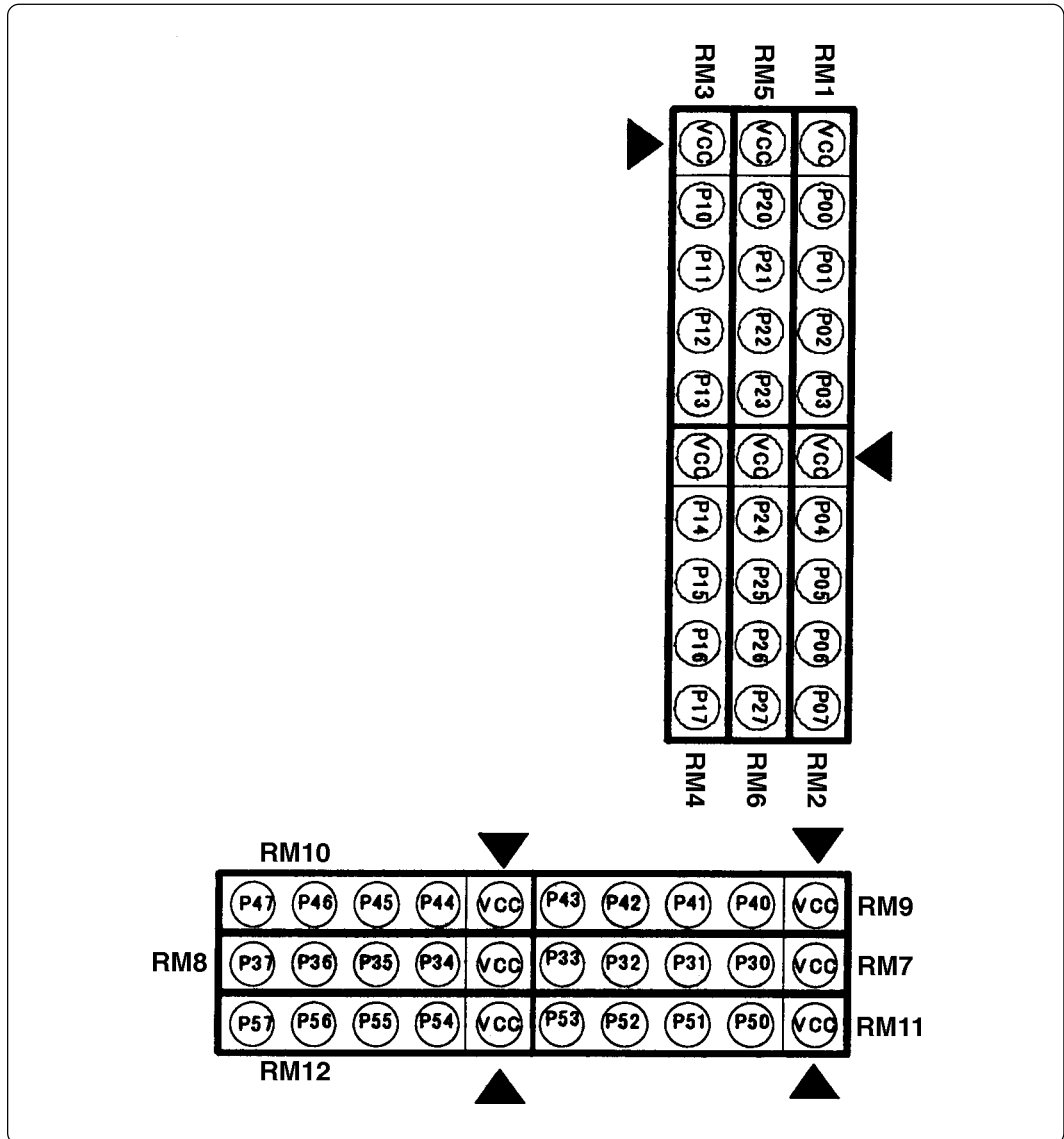 RM3 RM5 RM1
VCC VCC VCC
P10 P20 P00
P11 P21 P01
P12 P22 P02
P13 P23 P03
VCC VCC VCC
P14 P24 P04
P15 P25 P05
P16 P26 P06
P17 P27 P07
RM4 RM6 RM2
RM10
P47 P46 P45 P44 VCC P43 P42 P41 P40 VCC RM9
RM8 P37 P36 P35 P34 VCC P33 P32 P31 P30 VCC RM7
P57 P56 P55 P54 VCC P53 P52 P51 P50 VCC RM11
RM12